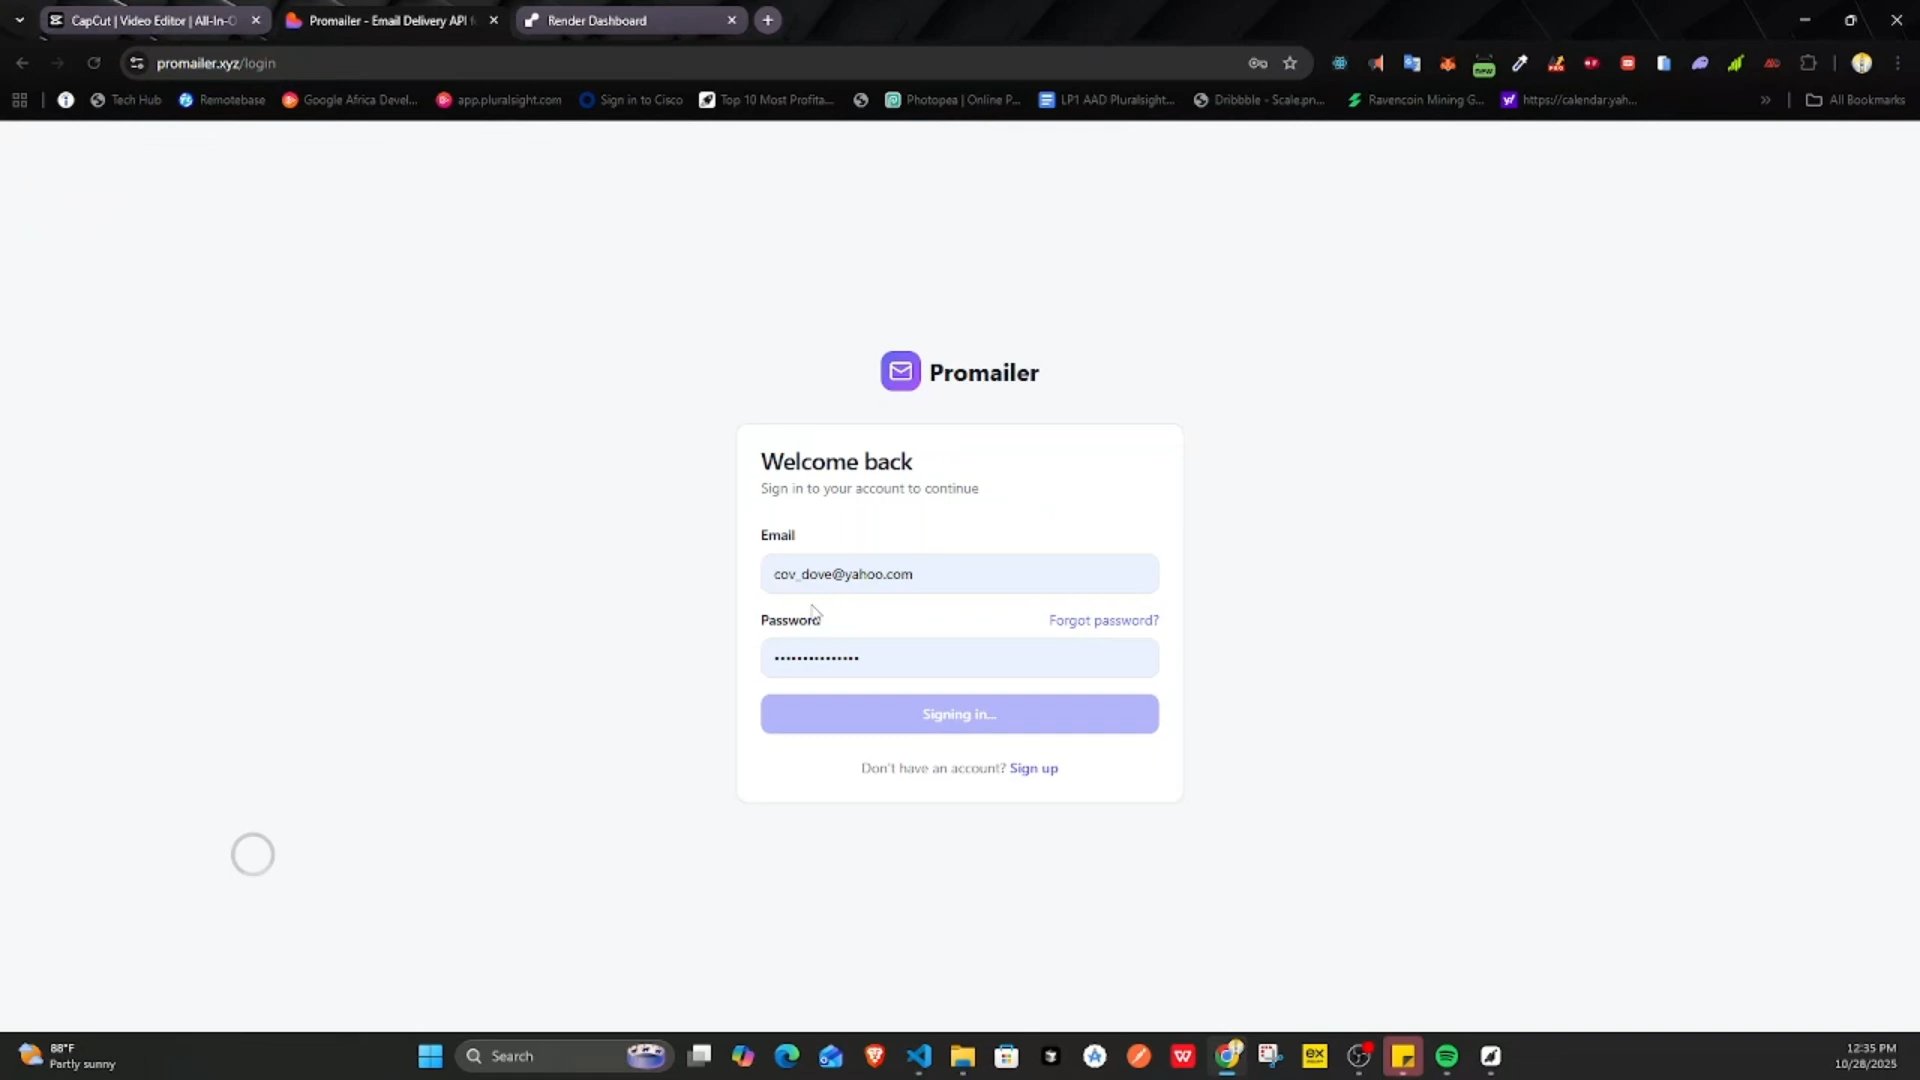 CapCut | Video Editor | All-In-O
Promailer - Email Delivery API f
Render Dashboard
promailer.xyz/login
new
Tech Hub
Remotebase
Google Africa Devel...
app.pluralsight.com
Sign in to Cisco
Top 10 Most Profita...
Photopea | Online P...
LP1 AAD Pluralsight...
Dribbble - Scale.pn...
Ravencoin Mining G...
https://calendar.yah...
All Bookmarks
Promailer
Welcome back
Sign in to your account to continue
Email
cov_dove@yahoo.com
Password
Forgot password?
•••••••••••••••
Signing in...
Don't have an account? Sign up
88°F
Partly sunny
Search
12:35 PM
10/28/2025